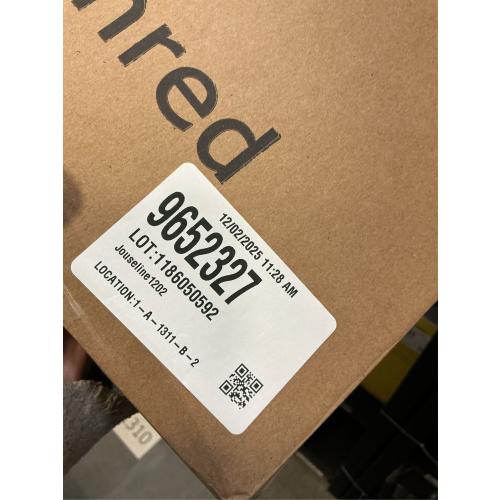 nred
12/02/2025 11:28 AM
9652327
LOT:1186050592
Jouseline1202
LOCATION:1-A-1311-B-2
310